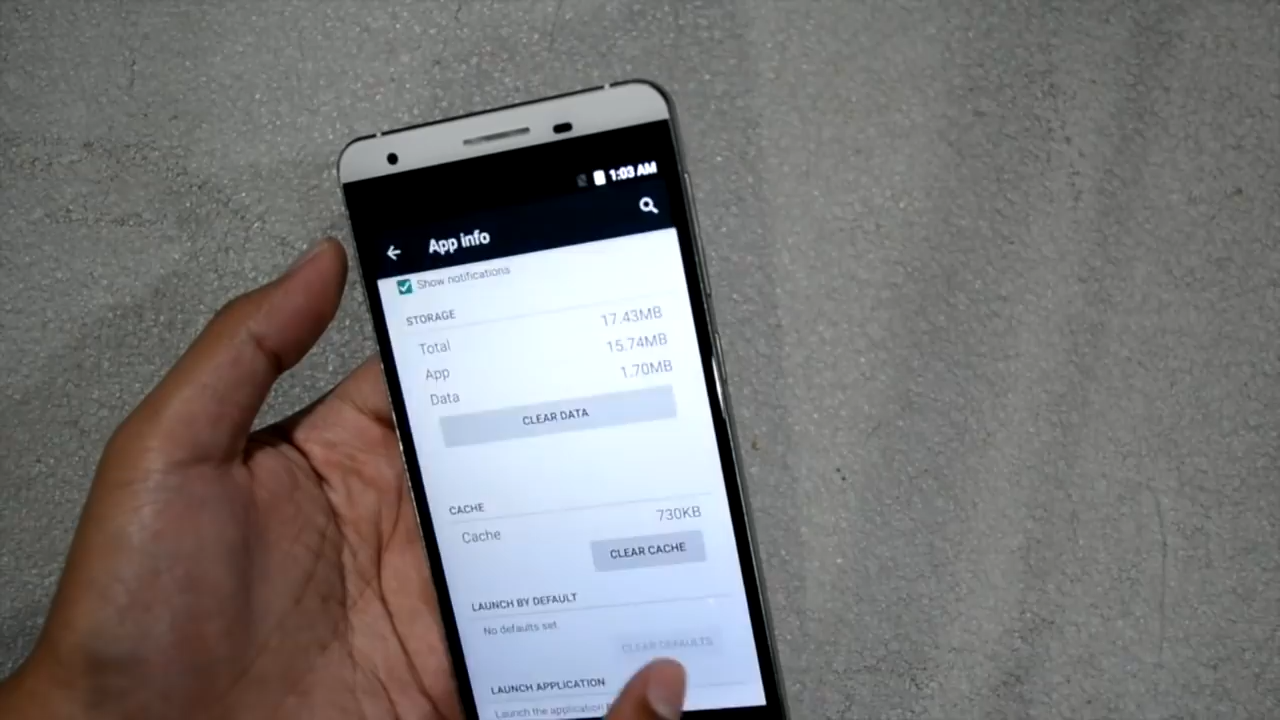 1:03 AM
App info
Show notifications
STORAGE
Total 17.43MB
App 15.74MB
Data 1.70MB
CLEAR DATA
CACHE
Cache 730KB
CLEAR CACHE
LAUNCH BY DEFAULT
No defaults set.
CLEAR DEFAULTS
LAUNCH APPLICATION
Launch the application